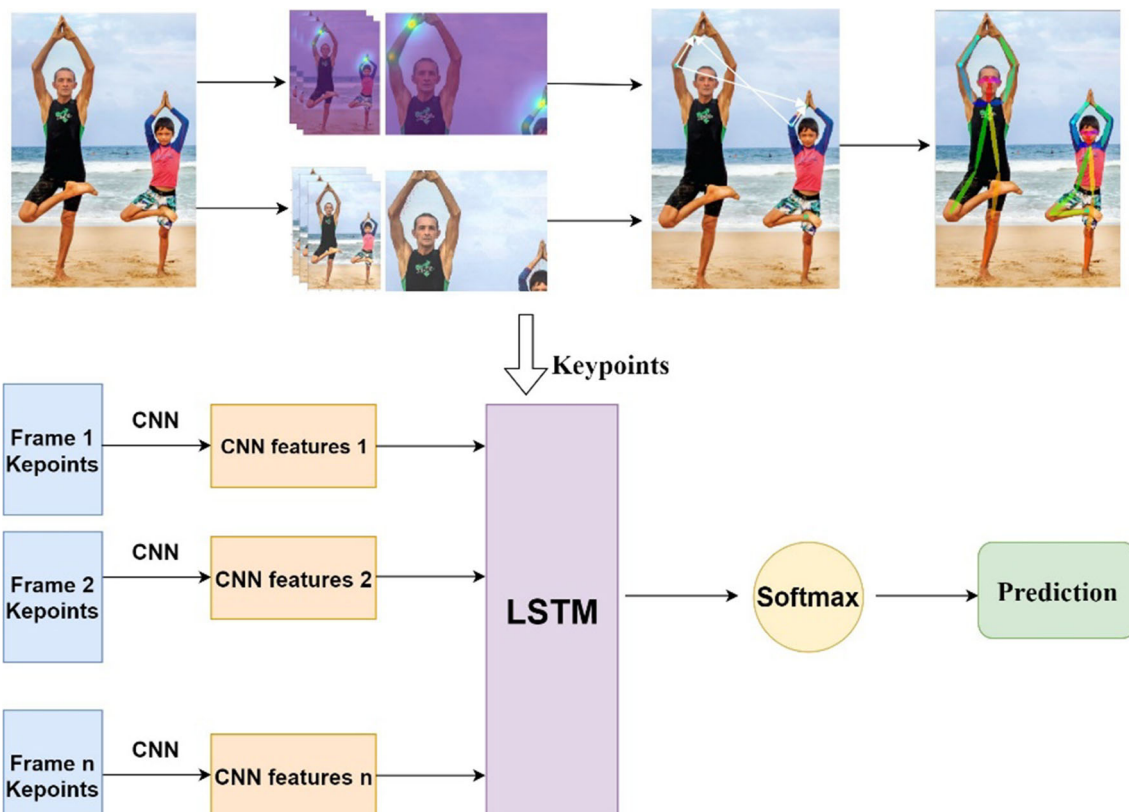 Keypoints
Frame 1
Kepoints
CNN
CNN features 1
Frame 2
Kepoints
CNN
CNN features 2
LSTM
Softmax
Prediction
Frame n
Kepoints
CNN
CNN features n